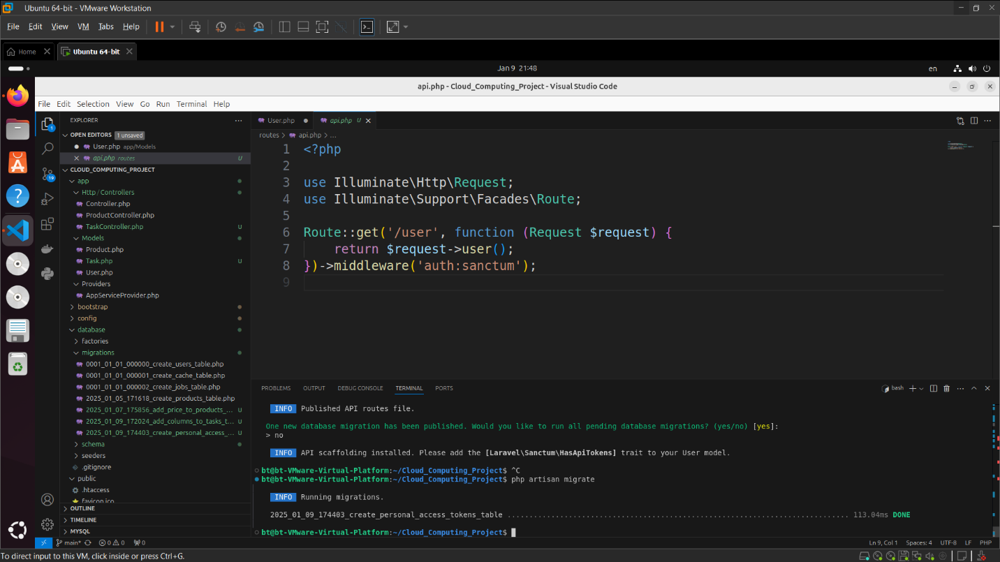 Ubuntu 64-bit - VMware Workstation
File Edit View VM Tabs Help
Home
Ubuntu 64-bit
Jan 9 21:48
en
api.php - Cloud_Computing_Project - Visual Studio Code
File Edit Selection View Go Run Terminal Help
EXPLORER
OPEN EDITORS 1 unsaved
User.php app/Models
api.php routes U
CLOUD_COMPUTING_PROJECT
app
Http / Controllers
Controller.php
ProductController.php
TaskController.php U
Models
Product.php
Task.php U
User.php
Providers
AppServiceProvider.php
bootstrap
config
database
factories
migrations
0001_01_01_000000_create_users_table.php
0001_01_01_000001_create_cache_table.php
0001_01_01_000002_create_jobs_table.php
2025_01_05_171618_create_products_table.php
2025_01_07_175856_add_price_to_products_... U
2025_01_09_172024_add_columns_to_tasks_t... U
2025_01_09_174403_create_personal_access_... U
schema
seeders
.gitignore
public
.htaccess
favicon.ico
OUTLINE
TIMELINE
MYSQL
1
19
User.php
api.php U
routes > api.php > ...
1 <?php
2
3 use Illuminate\Http\Request;
4 use Illuminate\Support\Facades\Route;
5
6 Route::get('/user', function (Request $request) {
7 return $request->user();
8 })->middleware('auth:sanctum');
9
PROBLEMS OUTPUT DEBUG CONSOLE TERMINAL PORTS
bash
INFO Published API routes file.
One new database migration has been published. Would you like to run all pending database migrations? (yes/no) [yes]:
> no
INFO API scaffolding installed. Please add the [Laravel\Sanctum\HasApiTokens] trait to your User model.
bt@bt-VMware-Virtual-Platform:~/Cloud_Computing_Project$ ^C
bt@bt-VMware-Virtual-Platform:~/Cloud_Computing_Project$ php artisan migrate
INFO Running migrations.
2025_01_09_174403_create_personal_access_tokens_table .......................................................................... 113.04ms DONE
bt@bt-VMware-Virtual-Platform:~/Cloud_Computing_Project$
main* 0 0 0
Ln 9, Col 1 Spaces: 4 UTF-8 LF PHP
To direct input to this VM, click inside or press Ctrl+G.